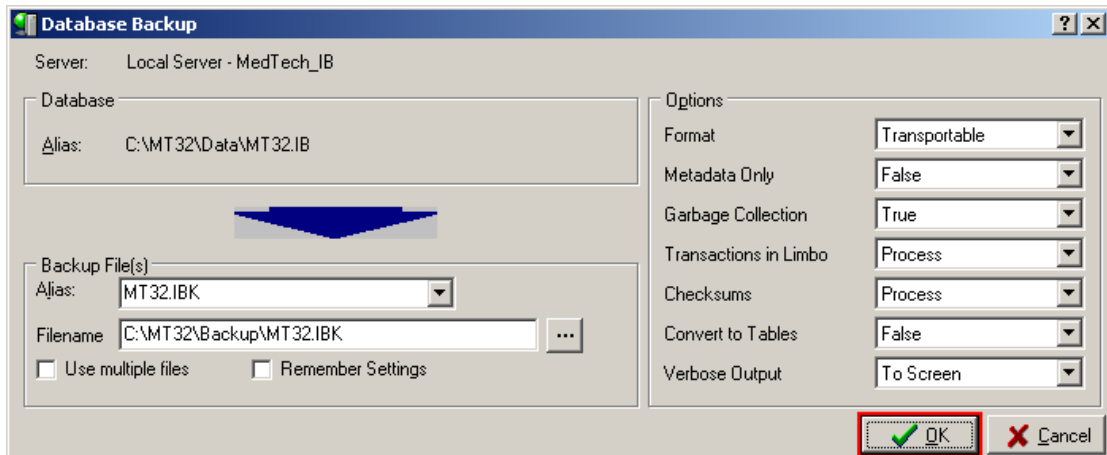 Database Backup
Server: Local Server - MedTech_IB
Database
Alias: C:\MT32\Data\MT32.IB
Backup File(s)
Alias: MT32.IBK
Filename C:\MT32\Backup\MT32.IBK ...
Use multiple files Remember Settings
Options
Format Transportable
Metadata Only False
Garbage Collection True
Transactions in Limbo Process
Checksums Process
Convert to Tables False
Verbose Output To Screen
OK Cancel